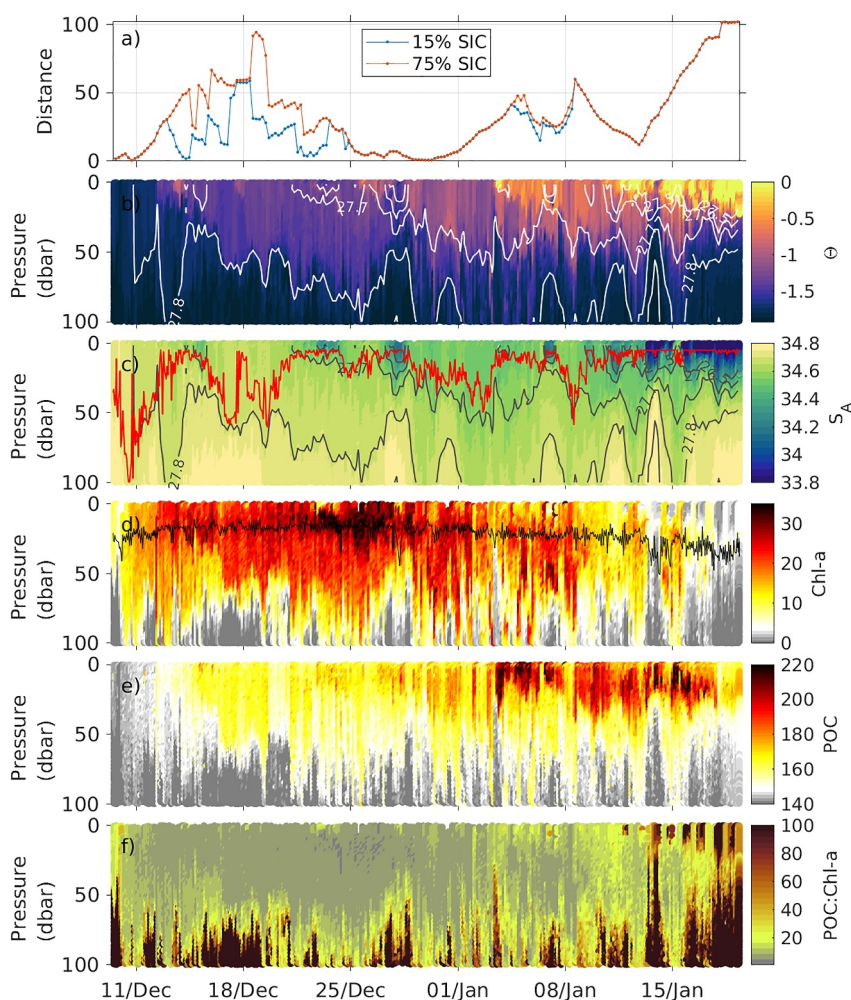 100
50
0
Distance
a)
15% SIC
75% SIC
0
50
100
Pressure
(dbar)
b)
27.7
27.8
0
-0.5
-1
-1.5
Θ
0
50
100
Pressure
(dbar)
c)
27.8
34.8
34.6
34.4
34.2
34
33.8
S_A
0
50
100
Pressure
(dbar)
d)
30
20
10
0
Chl-a
0
50
100
Pressure
(dbar)
e)
220
200
180
160
140
POC
0
50
100
Pressure
(dbar)
f)
100
80
60
40
20
POC:Chl-a
11/Dec 18/Dec 25/Dec 01/Jan 08/Jan 15/Jan